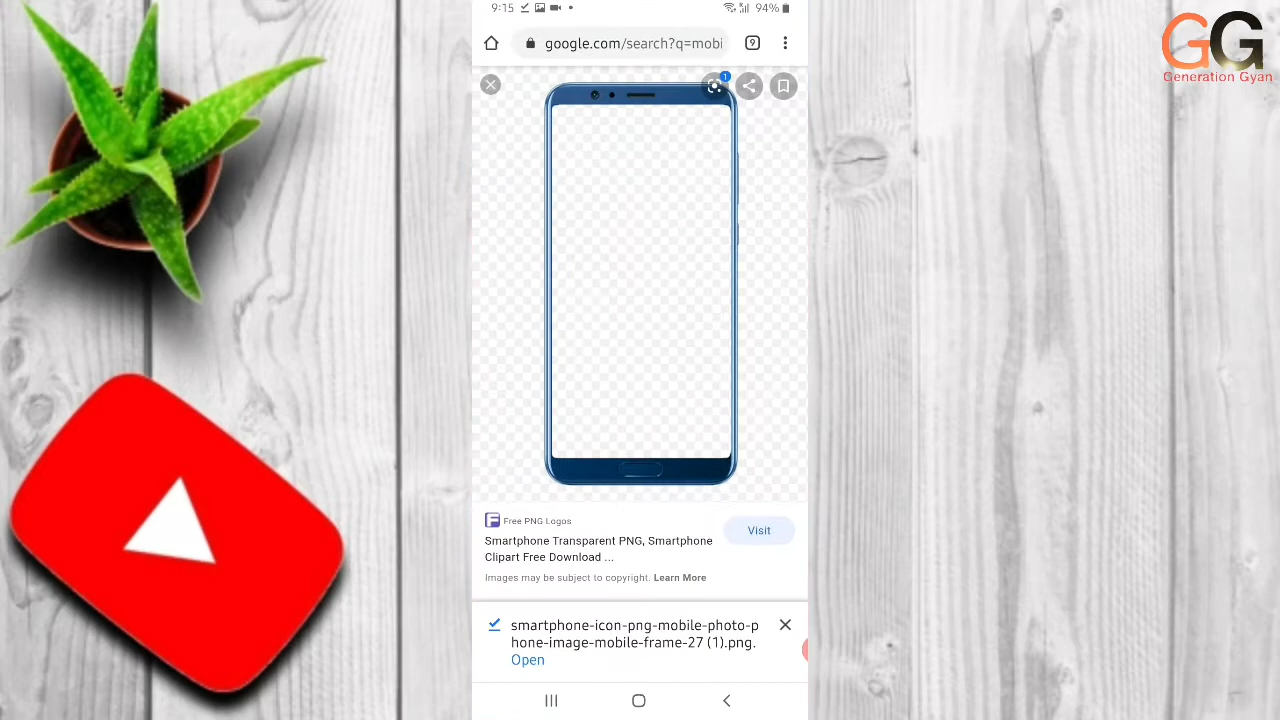 9:15
94%
google.com/search?q=mobi
9
GG
Generation Gyan
1
Free PNG Logos
Smartphone Transparent PNG, Smartphone
Clipart Free Download ...
Visit
Images may be subject to copyright. Learn More
smartphone-icon-png-mobile-photo-p
hone-image-mobile-frame-27 (1).png.
Open